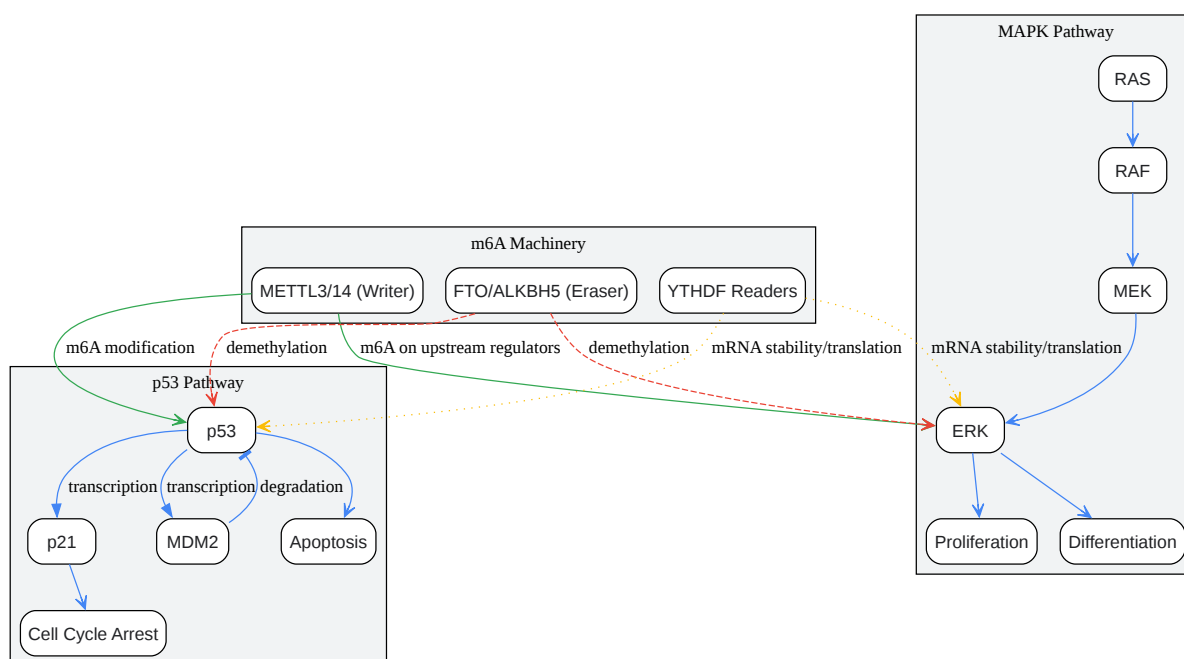 MAPK Pathway
RAS
RAF
m6A Machinery
METTL3/14 (Writer)
FTO/ALKBH5 (Eraser)
YTHDF Readers
MEK
m6A modification
demethylation
m6A on upstream regulators
demethylation
mRNA stability/translation
mRNA stability/translation
p53 Pathway
p53
ERK
transcription
transcription
degradation
p21
MDM2
Apoptosis
Proliferation
Differentiation
Cell Cycle Arrest